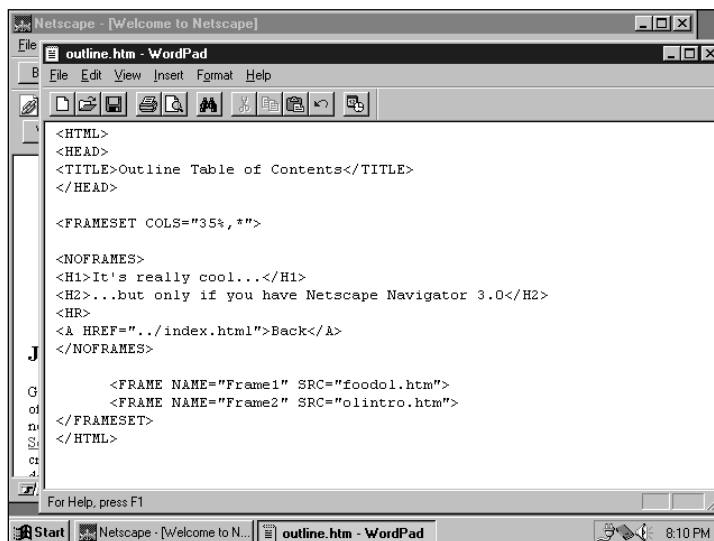 Netscape - [Welcome to Netscape]
File
outline.htm - WordPad
B
File Edit View Insert Format Help
<HTML>
<HEAD>
<TITLE>Outline Table of Contents</TITLE>
</HEAD>
<FRAMESET COLS="35%,*">
<NOFRAMES>
<H1>It's really cool...</H1>
<H2>...but only if you have Netscape Navigator 3.0</H2>
<HR>
<A HREF="../index.html">Back</A>
</NOFRAMES>
J
<FRAME NAME="Frame1" SRC="foodol.htm">
G
<FRAME NAME="Frame2" SRC="olintro.htm">
of
</FRAMESET>
</HTML>
For Help, press F1
Start Netscape - [Welcome to N... outline.htm - WordPad 8:10 PM